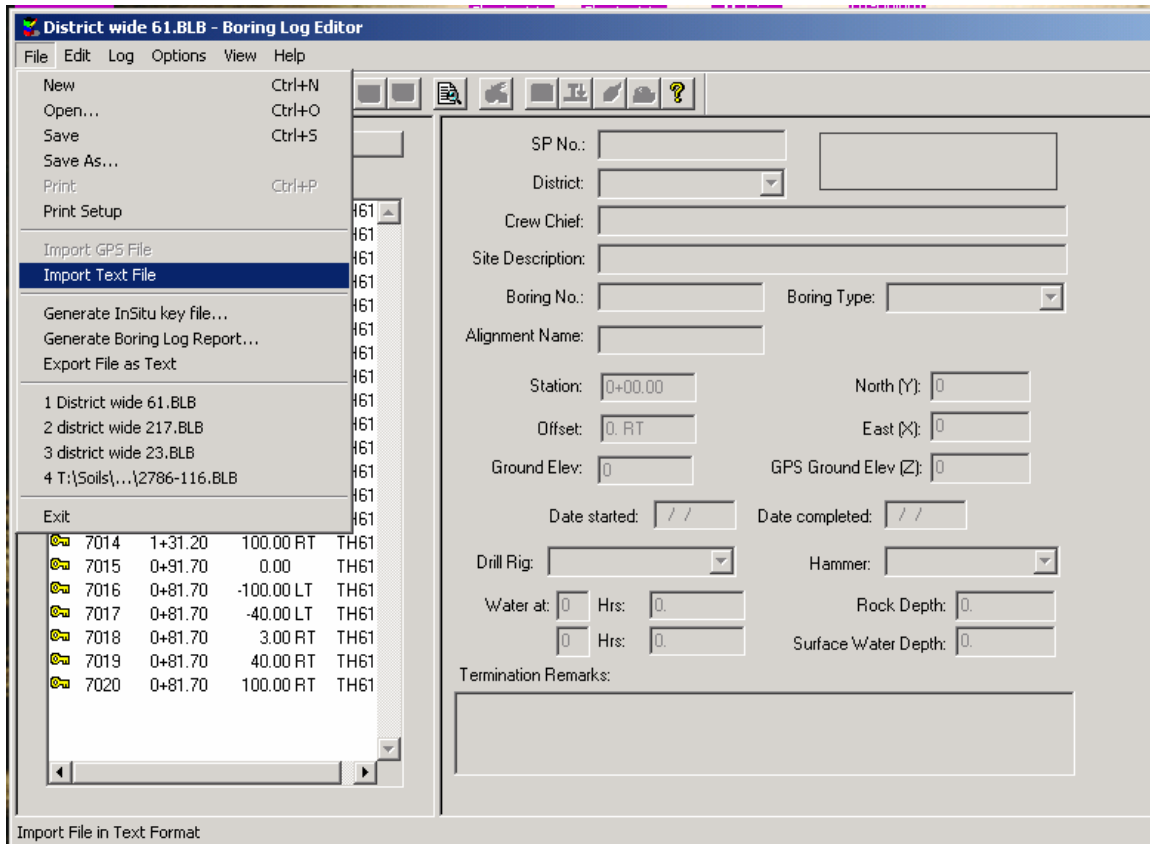 District wide 61.BLB - Boring Log Editor
File Edit Log Options View Help
New Ctrl+N
Open... Ctrl+O
Save Ctrl+S
Save As...
Print Ctrl+P
Print Setup
Import GPS File
Import Text File
Generate InSitu key file...
Generate Boring Log Report...
Export File as Text
1 District wide 61.BLB
2 district wide 217.BLB
3 district wide 23.BLB
4 T:\Soils\...\2786-116.BLB
Exit
H61
H61
H61
H61
H61
H61
H61
H61
H61
H61
H61
H61
H61
H61
7014 1+31.20 100.00 RT TH61
7015 0+91.70 0.00 TH61
7016 0+81.70 -100.00 LT TH61
7017 0+81.70 -40.00 LT TH61
7018 0+81.70 3.00 RT TH61
7019 0+81.70 40.00 RT TH61
7020 0+81.70 100.00 RT TH61
SP No.:
District:
Crew Chief:
Site Description:
Boring No.: Boring Type:
Alignment Name:
Station: 0+00.00 North (Y): 0
Offset: 0. RT East (X): 0
Ground Elev: 0 GPS Ground Elev (Z): 0
Date started: / / Date completed: / /
Drill Rig: Hammer:
Water at: 0 Hrs: 0. Rock Depth: 0.
0 Hrs: 0. Surface Water Depth: 0.
Termination Remarks:
Import File in Text Format